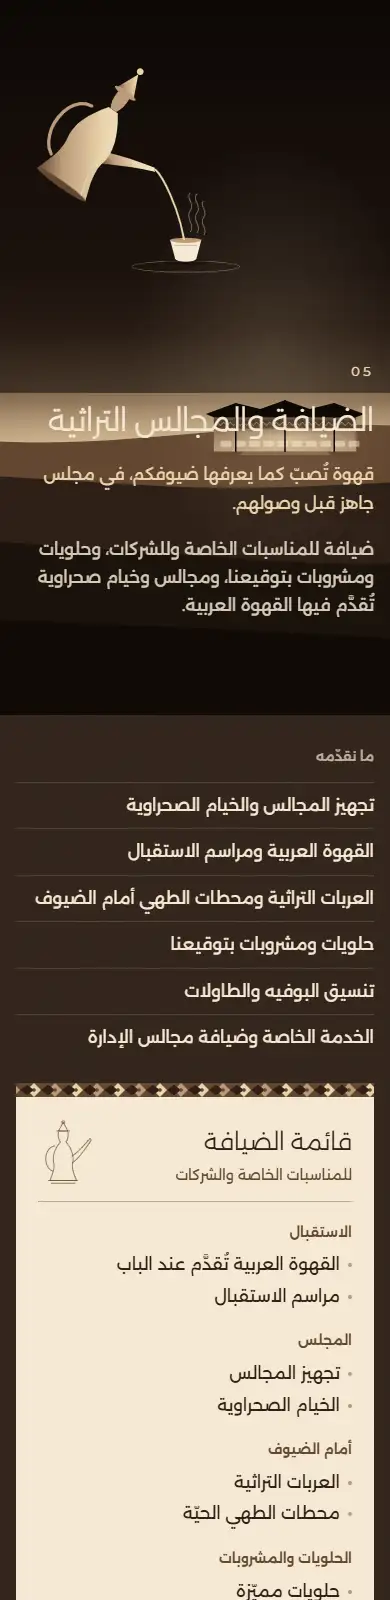 05
الضيافة والمجالس التراثية
قهوة تُصبّ كما يعرفها ضيوفكم، في مجلس
جاهز قبل وصولهم.
ضيافة للمناسبات الخاصة وللشركات، وحلويات
ومشروبات بتوقيعنا، ومجالس وخيام صحراوية
تُقدَّم فيها القهوة العربية.
ما نقدّمه
تجهيز المجالس والخيام الصحراوية
القهوة العربية ومراسم الاستقبال
العربات التراثية ومحطات الطهي أمام الضيوف
حلويات ومشروبات بتوقيعنا
تنسيق البوفيه والطاولات
الخدمة الخاصة وضيافة مجالس الإدارة
قائمة الضيافة
للمناسبات الخاصة والشركات
الاستقبال
القهوة العربية تُقدَّم عند الباب
مراسم الاستقبال
المجلس
تجهيز المجالس
الخيام الصحراوية
أمام الضيوف
العربات التراثية
محطات الطهي الحيّة
الحلويات والمشروبات
حلويات مميّزة